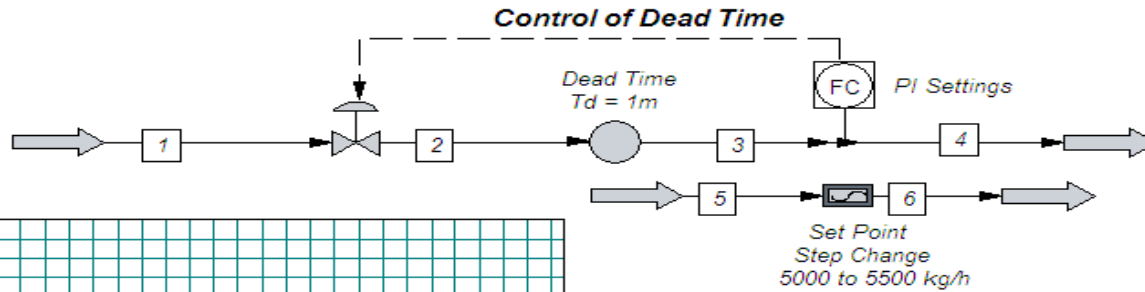 Control of Dead Time
Dead Time
Td = 1m
FC
PI Settings
1
2
3
4
5
6
Set Point
Step Change
5000 to 5500 kg/h